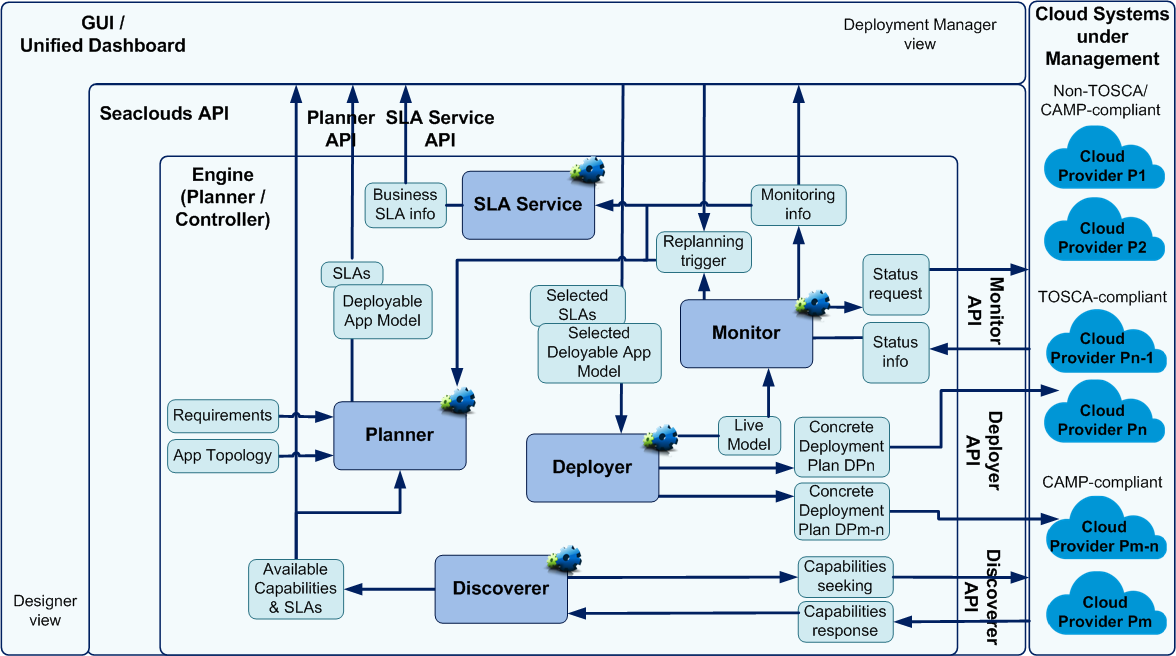 GUI /
Unified Dashboard
Deployment Manager
view
Cloud Systems
under
Management
Seaclouds API
Planner
API
SLA Service
API
Non-TOSCA/
CAMP-compliant
Cloud
Provider P1
Cloud
Provider P2
TOSCA-compliant
Cloud
Provider Pn-1
Cloud
Provider Pn
CAMP-compliant
Cloud
Provider Pm-n
Cloud
Provider Pm
Engine
(Planner /
Controller)
Business
SLA info
SLA Service
Monitoring
info
Replanning
trigger
Status
request
Monitor
API
SLAs
Deployable
App Model
Selected
SLAs
Selected
Deloyable App
Model
Monitor
Status
info
Requirements
App Topology
Planner
Live
Model
Deployer
Concrete
Deployment
Plan DPn
Concrete
Deployment
Plan DPm-n
Deployer
API
Available
Capabilities
& SLAs
Discoverer
Capabilities
seeking
Capabilities
response
Discoverer
API
Designer
view